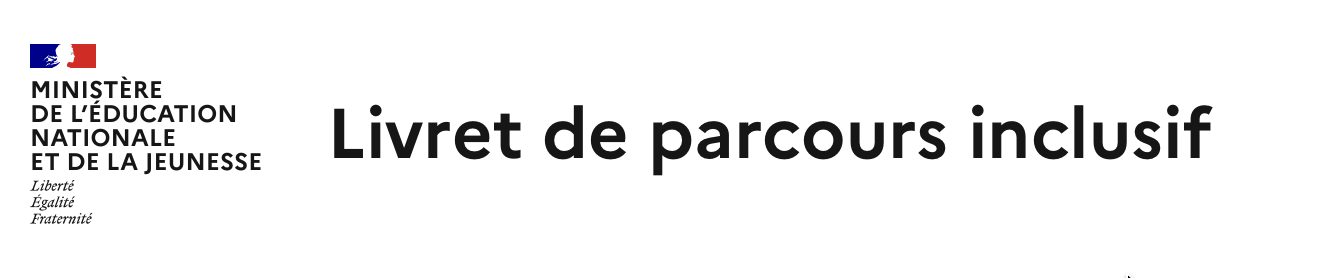 MINISTÈRE
DE L'ÉDUCATION
NATIONALE
ET DE LA JEUNESSE
Liberté
Égalité
Fraternité
Livret de parcours inclusif